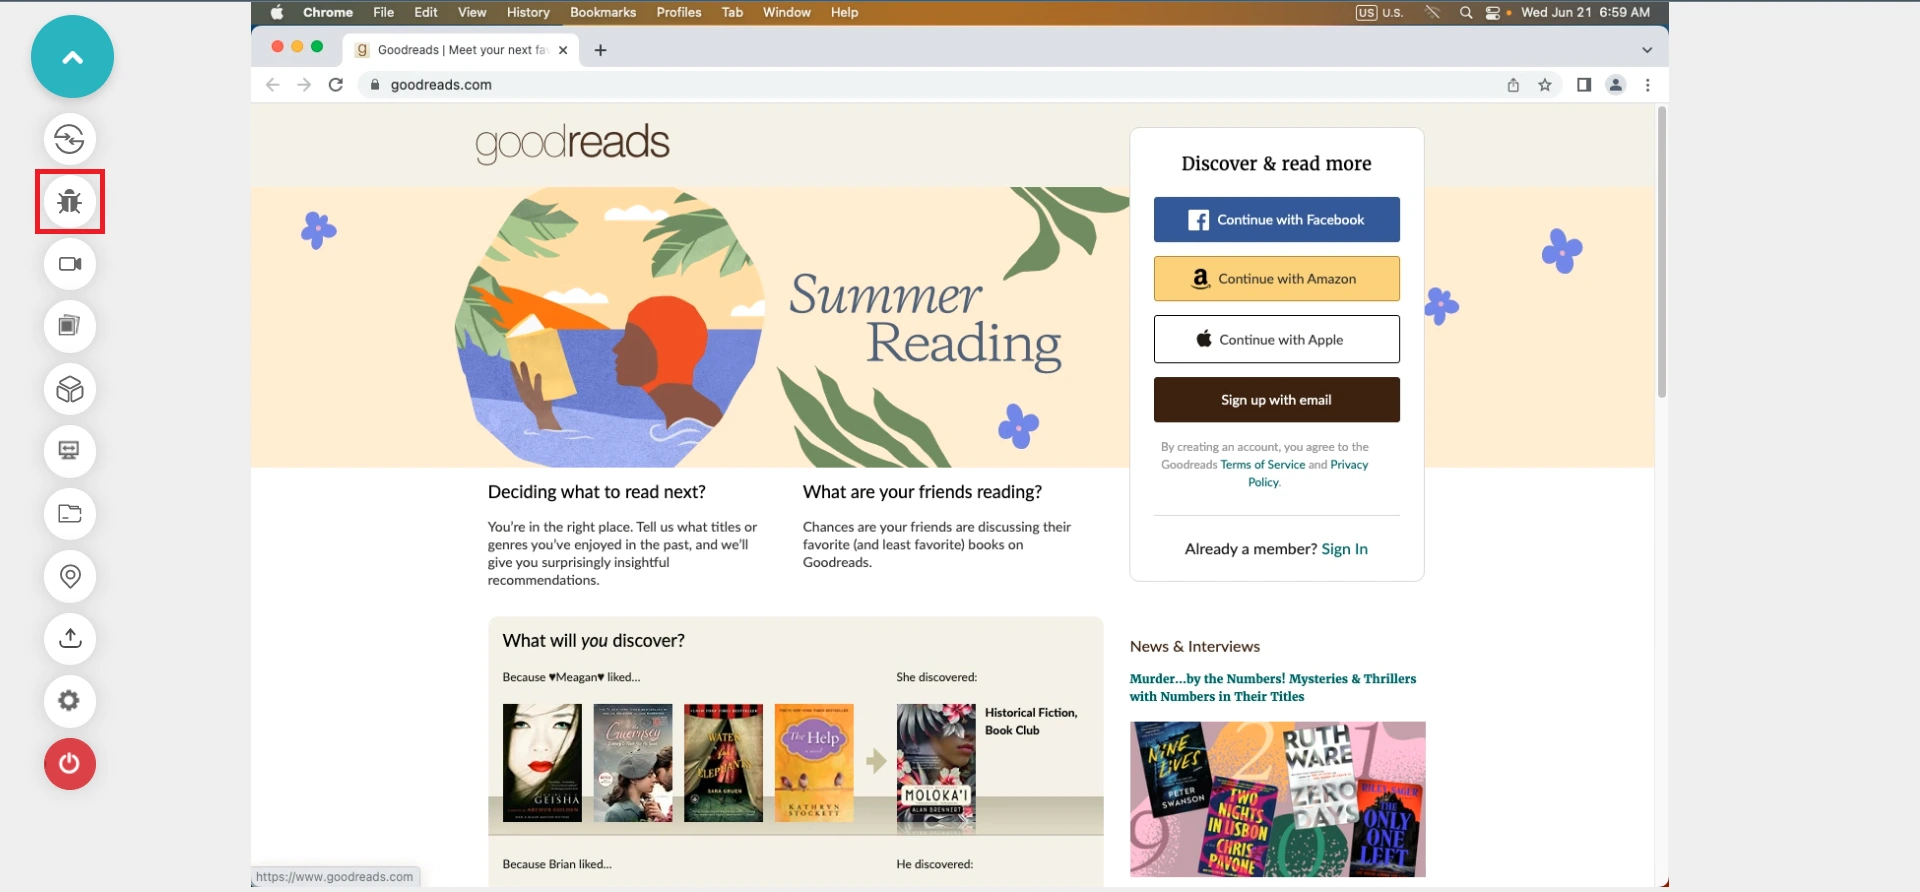 Chrome File Edit View History Bookmarks Profiles Tab Window Help US U.S. Wed Jun 21 6:59 AM
g Goodreads | Meet your next fa
goodreads.com
goodreads
Discover & read more
Continue with Facebook
a Continue with Amazon
Continue with Apple
Sign up with email
By creating an account, you agree to the
Goodreads Terms of Service and Privacy
Policy.
Already a member? Sign In
Summer
Reading
Deciding what to read next?
You're in the right place. Tell us what titles or
genres you've enjoyed in the past, and we'll
give you surprisingly insightful
recommendations.
What are your friends reading?
Chances are your friends are discussing their
favorite (and least favorite) books on
Goodreads.
What will you discover?
Because ♥Meagan♥ liked...
She discovered:
GEISHA
Guernsey
WATER
for
ELEPHANTS
SARA GRUEN
The Help
a novel
KATHRYN
STOCKETT
MOLOKA'I
ALAN BRENNERT
Historical Fiction,
Book Club
Because Brian liked...
He discovered:
News & Interviews
Murder...by the Numbers! Mysteries & Thrillers
with Numbers in Their Titles
NINE
LIVES
PETER
SWANSON
2
1
9
0
RUTH
WARE
ZERO
DAYS
TWO
NIGHTS
IN LISBON
CHRIS
PAVONE
RILEY SAGER
THE
ONLY
ONE
LEFT
https://www.goodreads.com